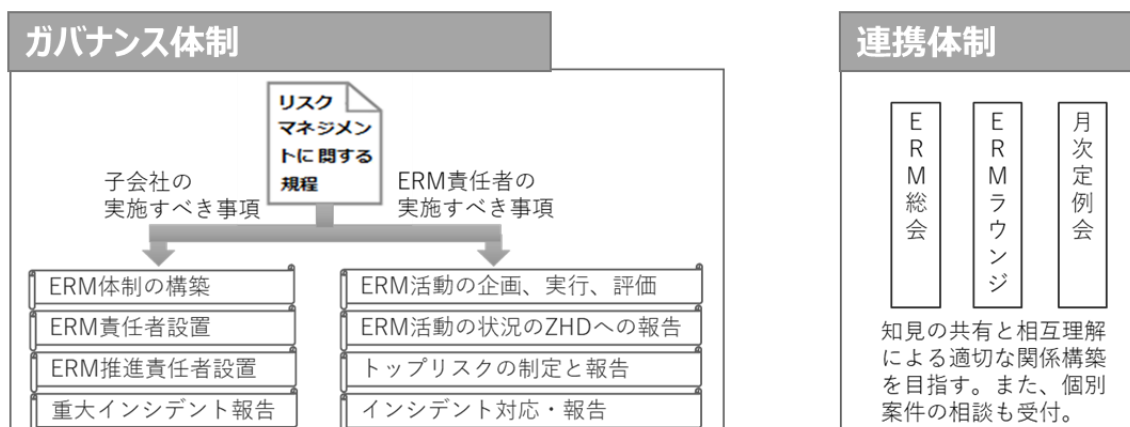 ガバナンス体制
リスク
マネジメン
トに関する
規程
子会社の
実施すべき事項
ERM責任者の
実施すべき事項
ERM体制の構築
ERM責任者設置
ERM推進責任者設置
重大インシデント報告
ERM活動の企画、実行、評価
ERM活動の状況のZHDへの報告
トップリスクの制定と報告
インシデント対応・報告
連携体制
ERM総会
ERMラウンジ
月次定例会
知見の共有と相互理解
による適切な関係構築
を目指す。また、個別
案件の相談も受付。